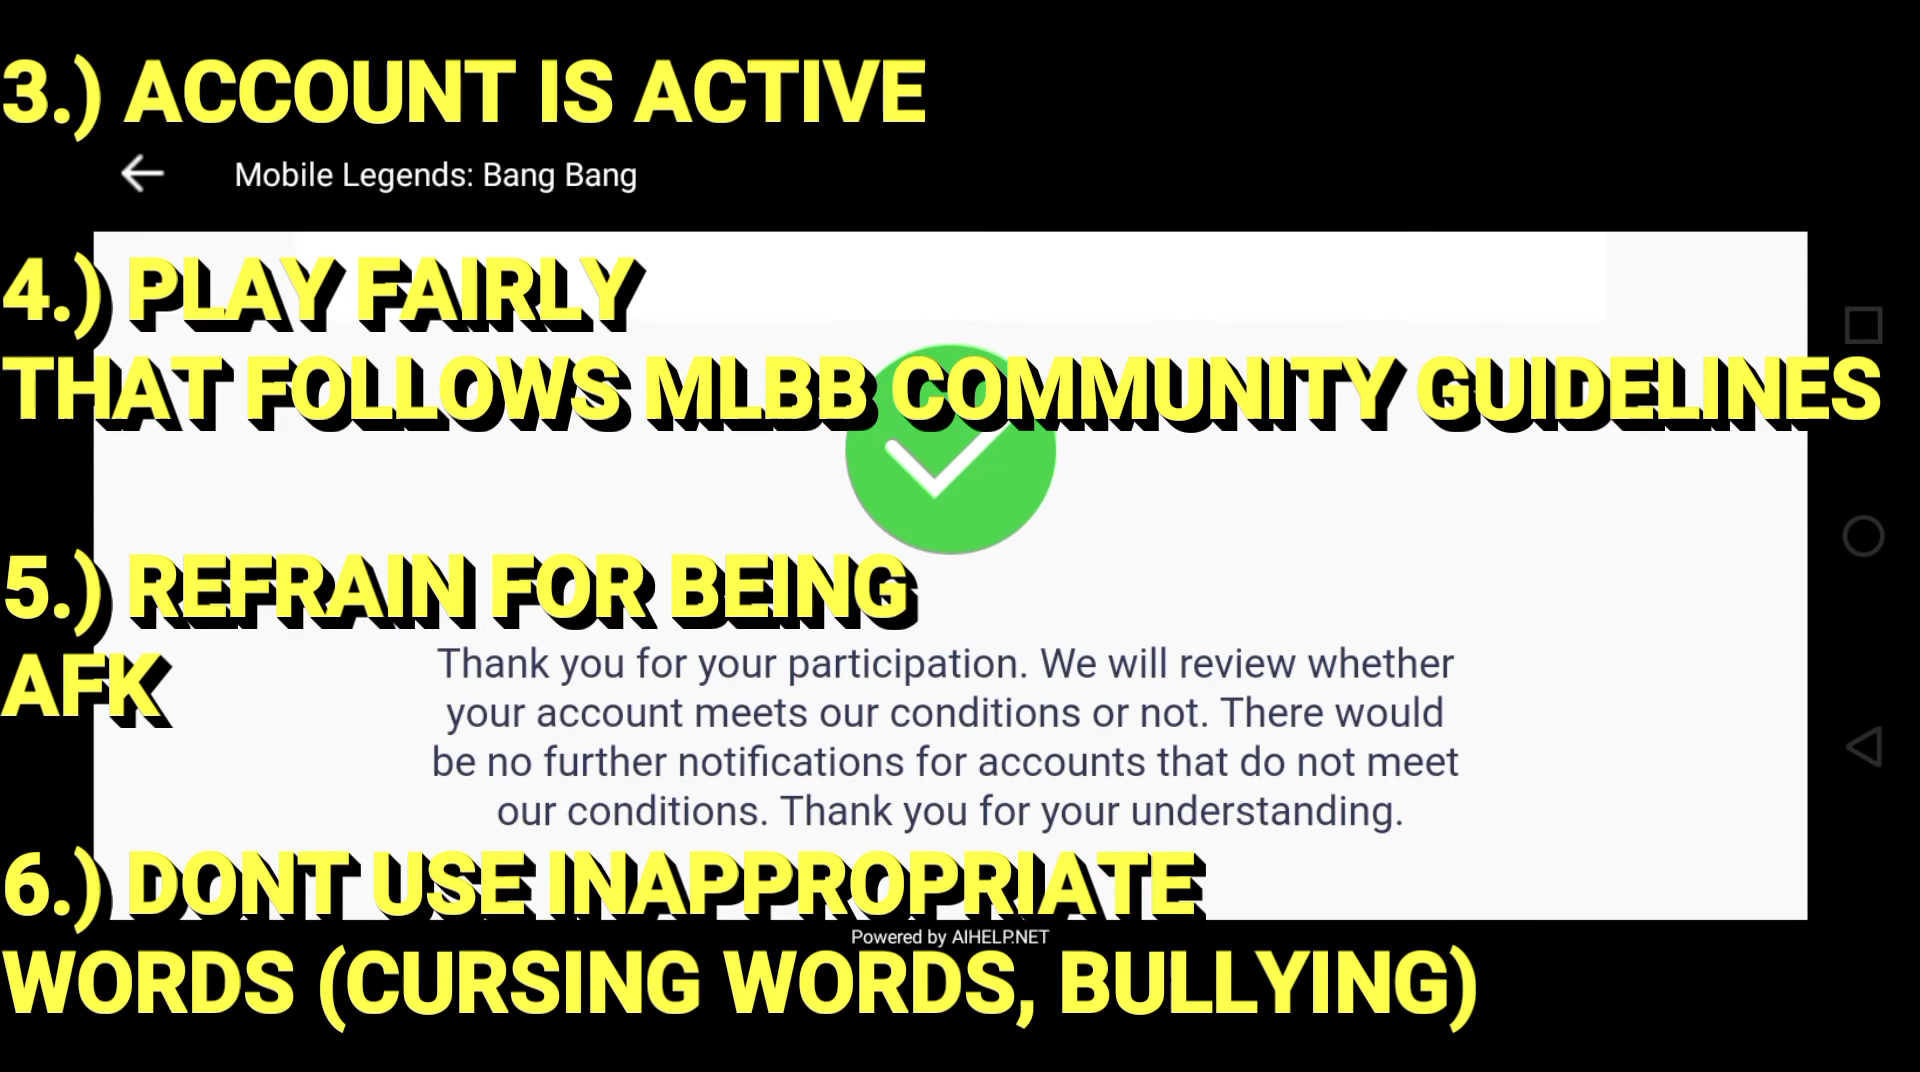 3.) ACCOUNT IS ACTIVE
Mobile Legends: Bang Bang
4.) PLAY FAIRLY
THAT FOLLOWS MLBB COMMUNITY GUIDELINES
5.) REFRAIN FOR BEING
AFK
Thank you for your participation. We will review whether
your account meets our conditions or not. There would
be no further notifications for accounts that do not meet
our conditions. Thank you for your understanding.
6.) DONT USE INAPPROPRIATE
Powered by AIHELP.NET
WORDS (CURSING WORDS, BULLYING)